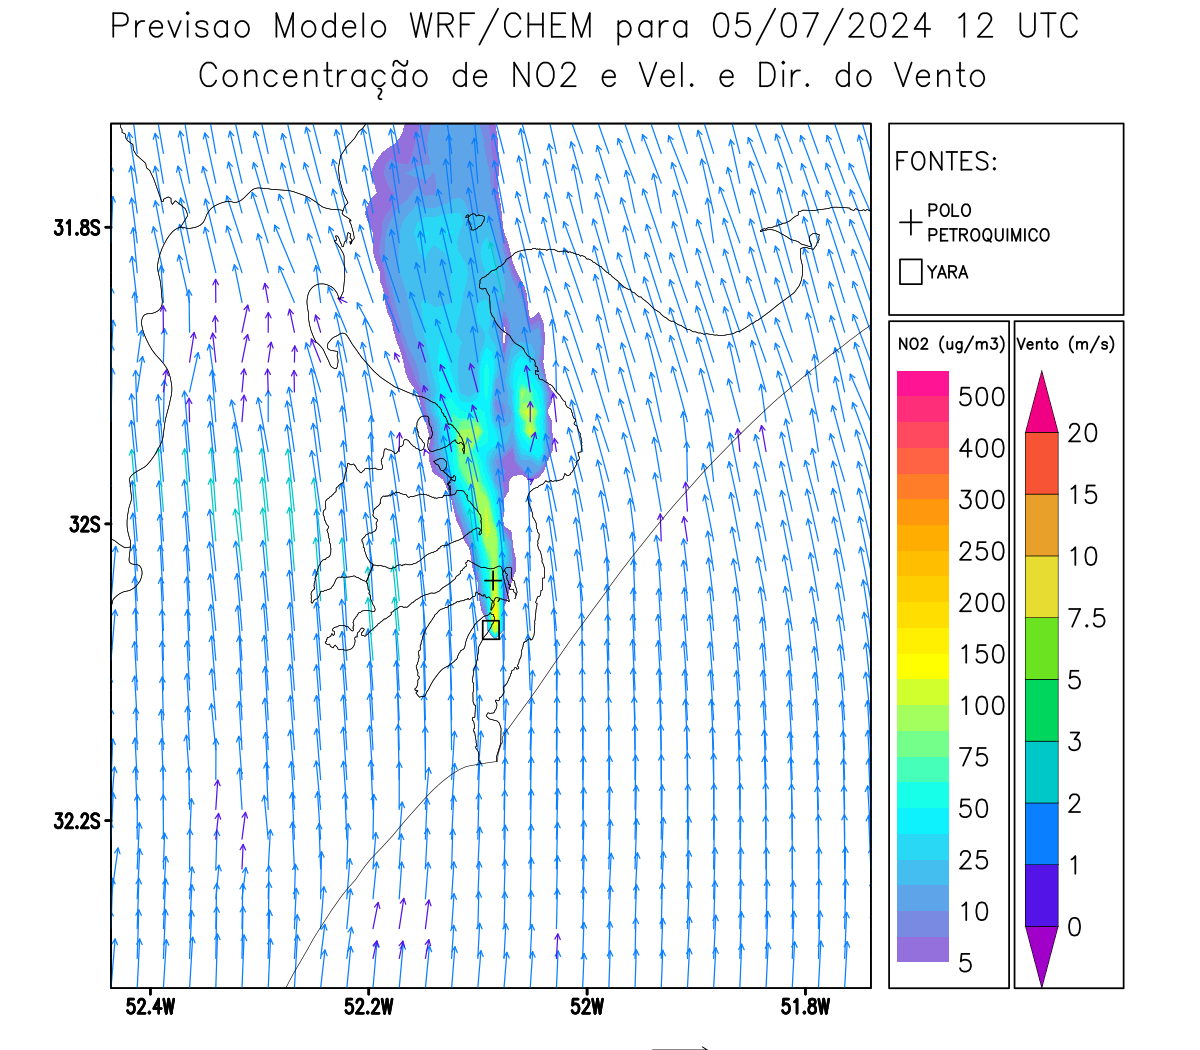 Previsao Modelo WRF/CHEM para 05/07/2024 12 UTC
Concentração de NO2 e Vel. e Dir. do Vento
FONTES:
POLO
PETROQUIMICO
YARA
31.8S
32S
32.2S
52.4W
52.2W
52W
51.8W
NO2 (ug/m3)
500
400
300
250
200
150
100
75
50
25
10
5
Vento (m/s)
20
15
10
7.5
5
3
2
1
0